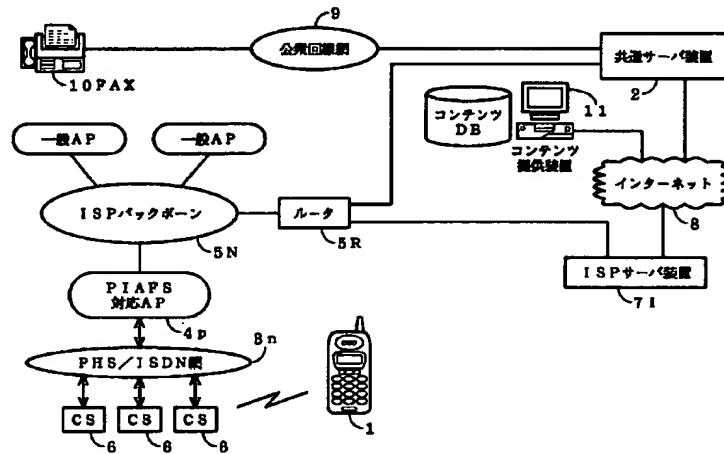 9
公衆回線網
共通サーバ装置
10FAX
2
11
コンテンツ
DB
コンテンツ
提供装置
一般AP
一般AP
インターネット
8
ISPバックボーン
5N
ルータ
5R
ISPサーバ装置
7I
PIAFS
対応AP
4p
3n
PHS/ISDN網
CS
CS
CS
6
6
6
1